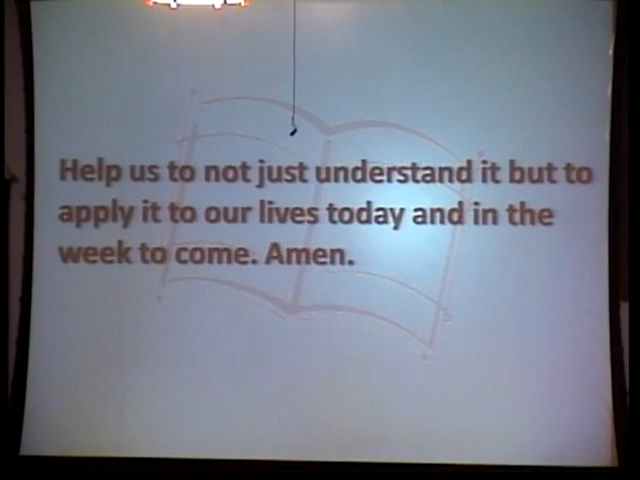 Help us to not just understand it but to
apply it to our lives today and in the
week to come. Amen.